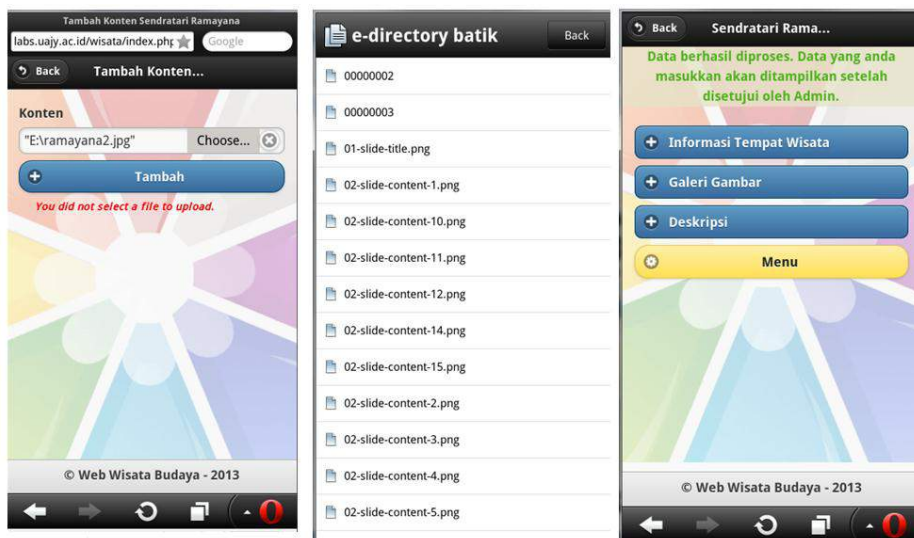 Tambah Konten Sendratari Ramayana
labs.uajy.ac.id/wisata/index.php
Google
Back
Tambah Konten...
Konten
"E:\ramayana2.jpg"
Choose...
Tambah
You did not select a file to upload.
© Web Wisata Budaya - 2013
e-directory batik
Back
00000002
00000003
01-slide-title.png
02-slide-content-1.png
02-slide-content-10.png
02-slide-content-11.png
02-slide-content-12.png
02-slide-content-14.png
02-slide-content-15.png
02-slide-content-2.png
02-slide-content-3.png
02-slide-content-4.png
02-slide-content-5.png
Back
Sendratari Rama...
Data berhasil diproses. Data yang anda
masukkan akan ditampilkan setelah
disetujui oleh Admin.
Informasi Tempat Wisata
Galeri Gambar
Deskripsi
Menu
© Web Wisata Budaya - 2013